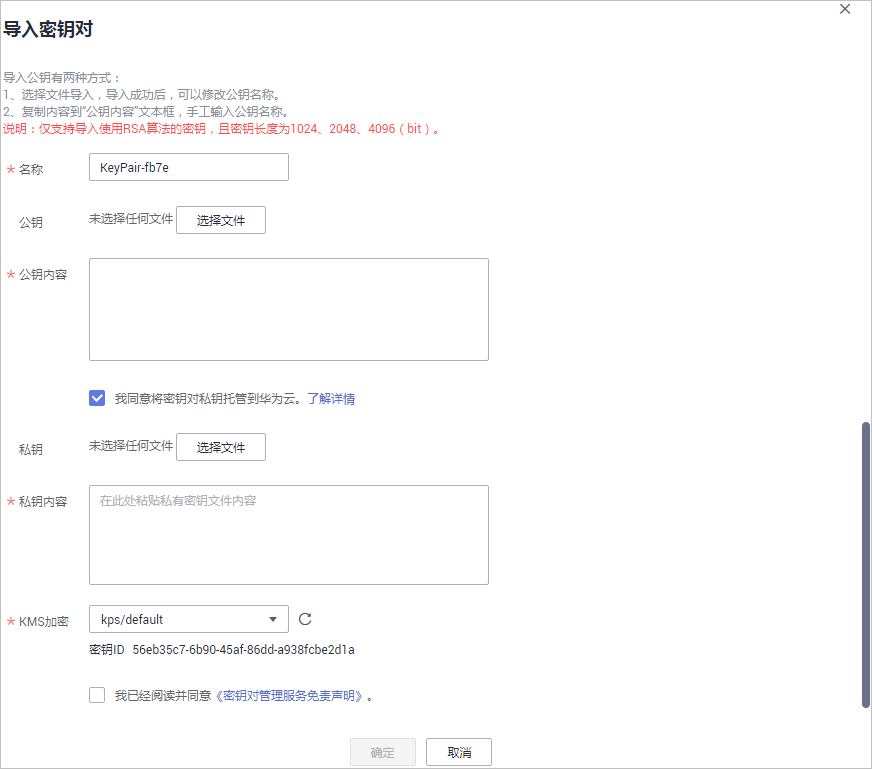 导入密钥对
导入公钥有两种方式：
1、选择文件导入，导入成功后，可以修改公钥名称。
2、复制内容到“公钥内容”文本框，手工输入公钥名称。
说明：仅支持导入使用RSA算法的密钥，且密钥长度为1024、2048、4096（bit）。
* 名称 KeyPair-fb7e
公钥 未选择任何文件 选择文件
* 公钥内容
我同意将密钥对私钥托管到华为云。了解详情
私钥 未选择任何文件 选择文件
* 私钥内容 在此处粘贴私有密钥文件内容
* KMS加密 kps/default
密钥ID 56eb35c7-6b90-45af-86dd-a938fcbe2d1a
我已经阅读并同意《密钥对管理服务免责声明》。
确定 取消